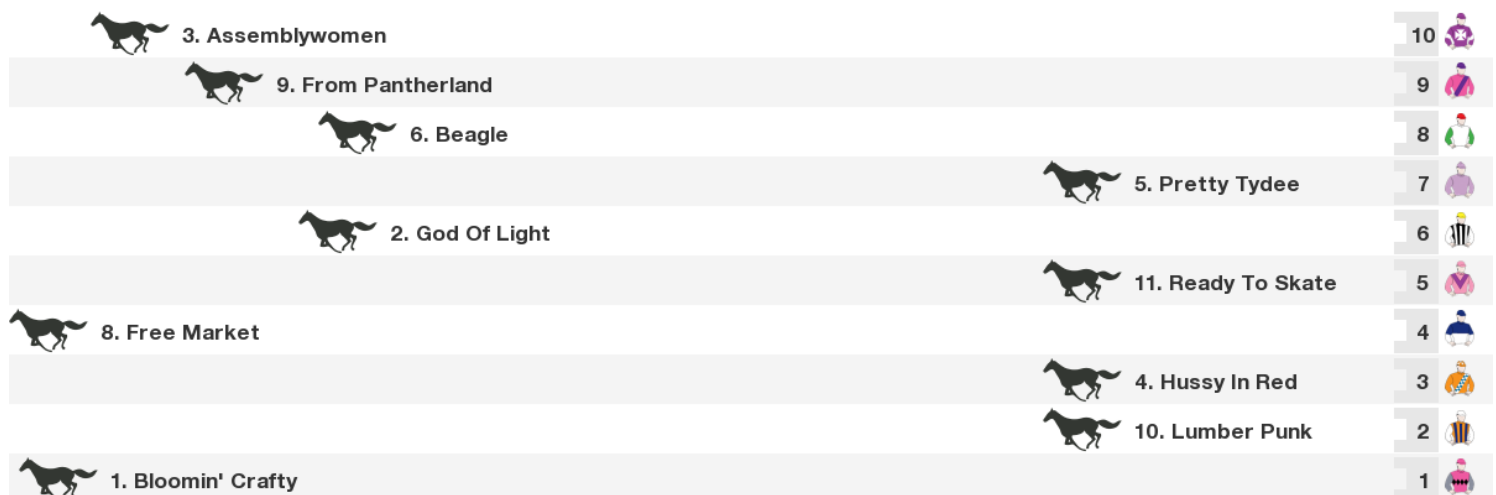 3. Assemblywomen 10
9. From Pantherland 9
6. Beagle 8
5. Pretty Tydee 7
2. God Of Light 6
11. Ready To Skate 5
8. Free Market 4
4. Hussy In Red 3
10. Lumber Punk 2
1. Bloomin' Crafty 1